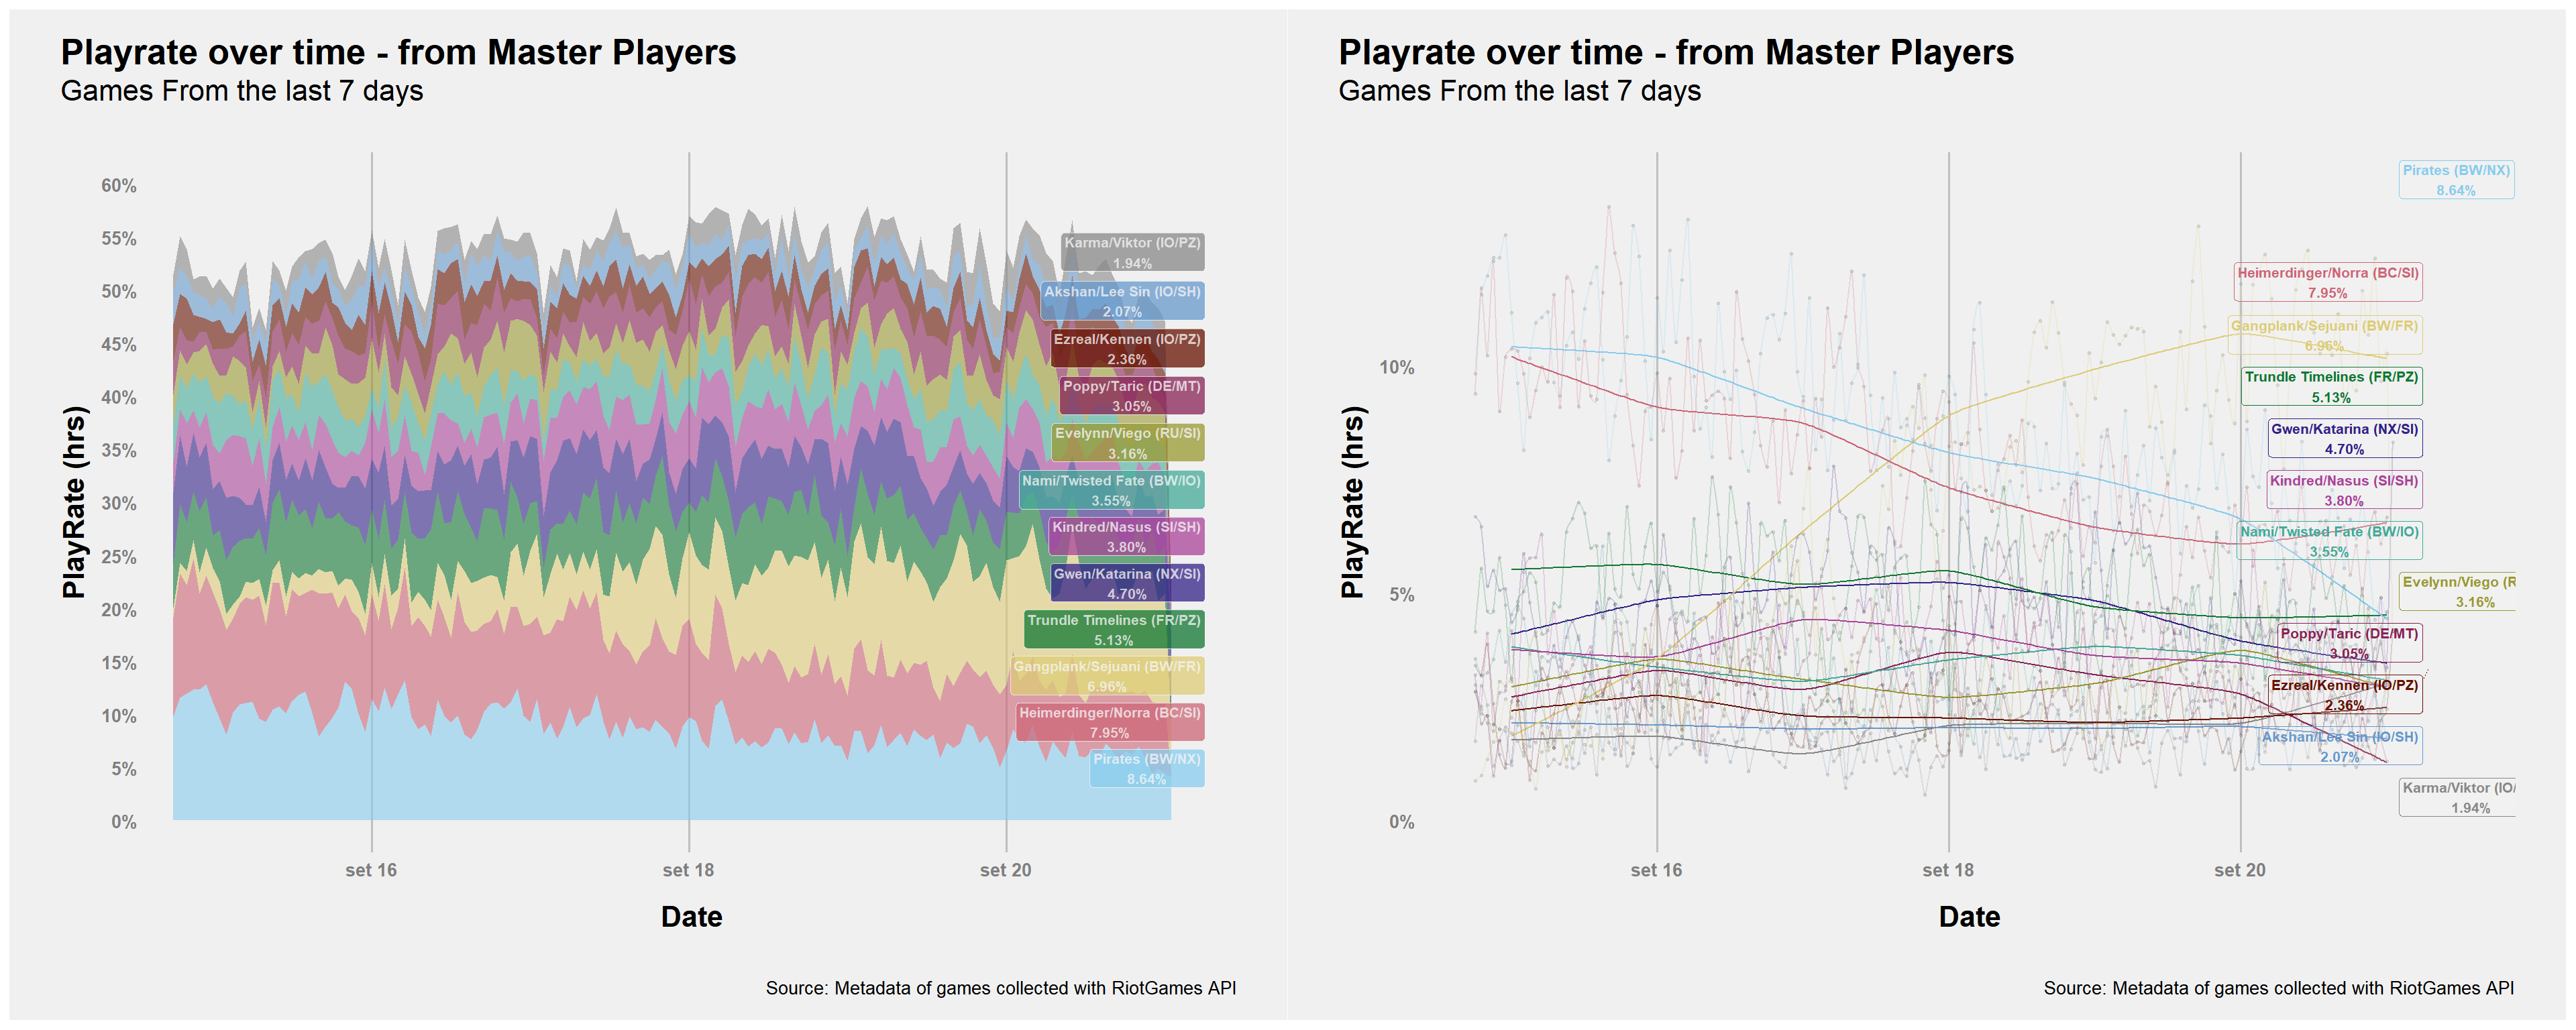 Playrate over time - from Master Players
Games From the last 7 days
PlayRate (hrs)
60%
55%
50%
45%
40%
35%
30%
25%
20%
15%
10%
5%
0%
Karma/Viktor (IO/PZ)
1.94%
Akshan/Lee Sin (IO/SH)
2.07%
Ezreal/Kennen (IO/PZ)
2.36%
Poppy/Taric (DE/MT)
3.05%
Evelynn/Viego (RU/SI)
3.16%
Nami/Twisted Fate (BW/IO)
3.55%
Kindred/Nasus (SI/SH)
3.80%
Gwen/Katarina (NX/SI)
4.70%
Trundle Timelines (FR/PZ)
5.13%
Gangplank/Sejuani (BW/FR)
6.96%
Heimerdinger/Norra (BC/SI)
7.95%
Pirates (BW/NX)
8.64%
set 16
set 18
set 20
Date
Source: Metadata of games collected with RiotGames API
Playrate over time - from Master Players
Games From the last 7 days
PlayRate (hrs)
10%
5%
0%
Pirates (BW/NX)
8.64%
Heimerdinger/Norra (BC/SI)
7.95%
Gangplank/Sejuani (BW/FR)
6.96%
Trundle Timelines (FR/PZ)
5.13%
Gwen/Katarina (NX/SI)
4.70%
Kindred/Nasus (SI/SH)
3.80%
Nami/Twisted Fate (BW/IO)
3.55%
Evelynn/Viego (R
3.16%
Poppy/Taric (DE/MT)
3.05%
Ezreal/Kennen (IO/PZ)
2.36%
Akshan/Lee Sin (IO/SH)
2.07%
Karma/Viktor (IO/
1.94%
set 16
set 18
set 20
Date
Source: Metadata of games collected with RiotGames API